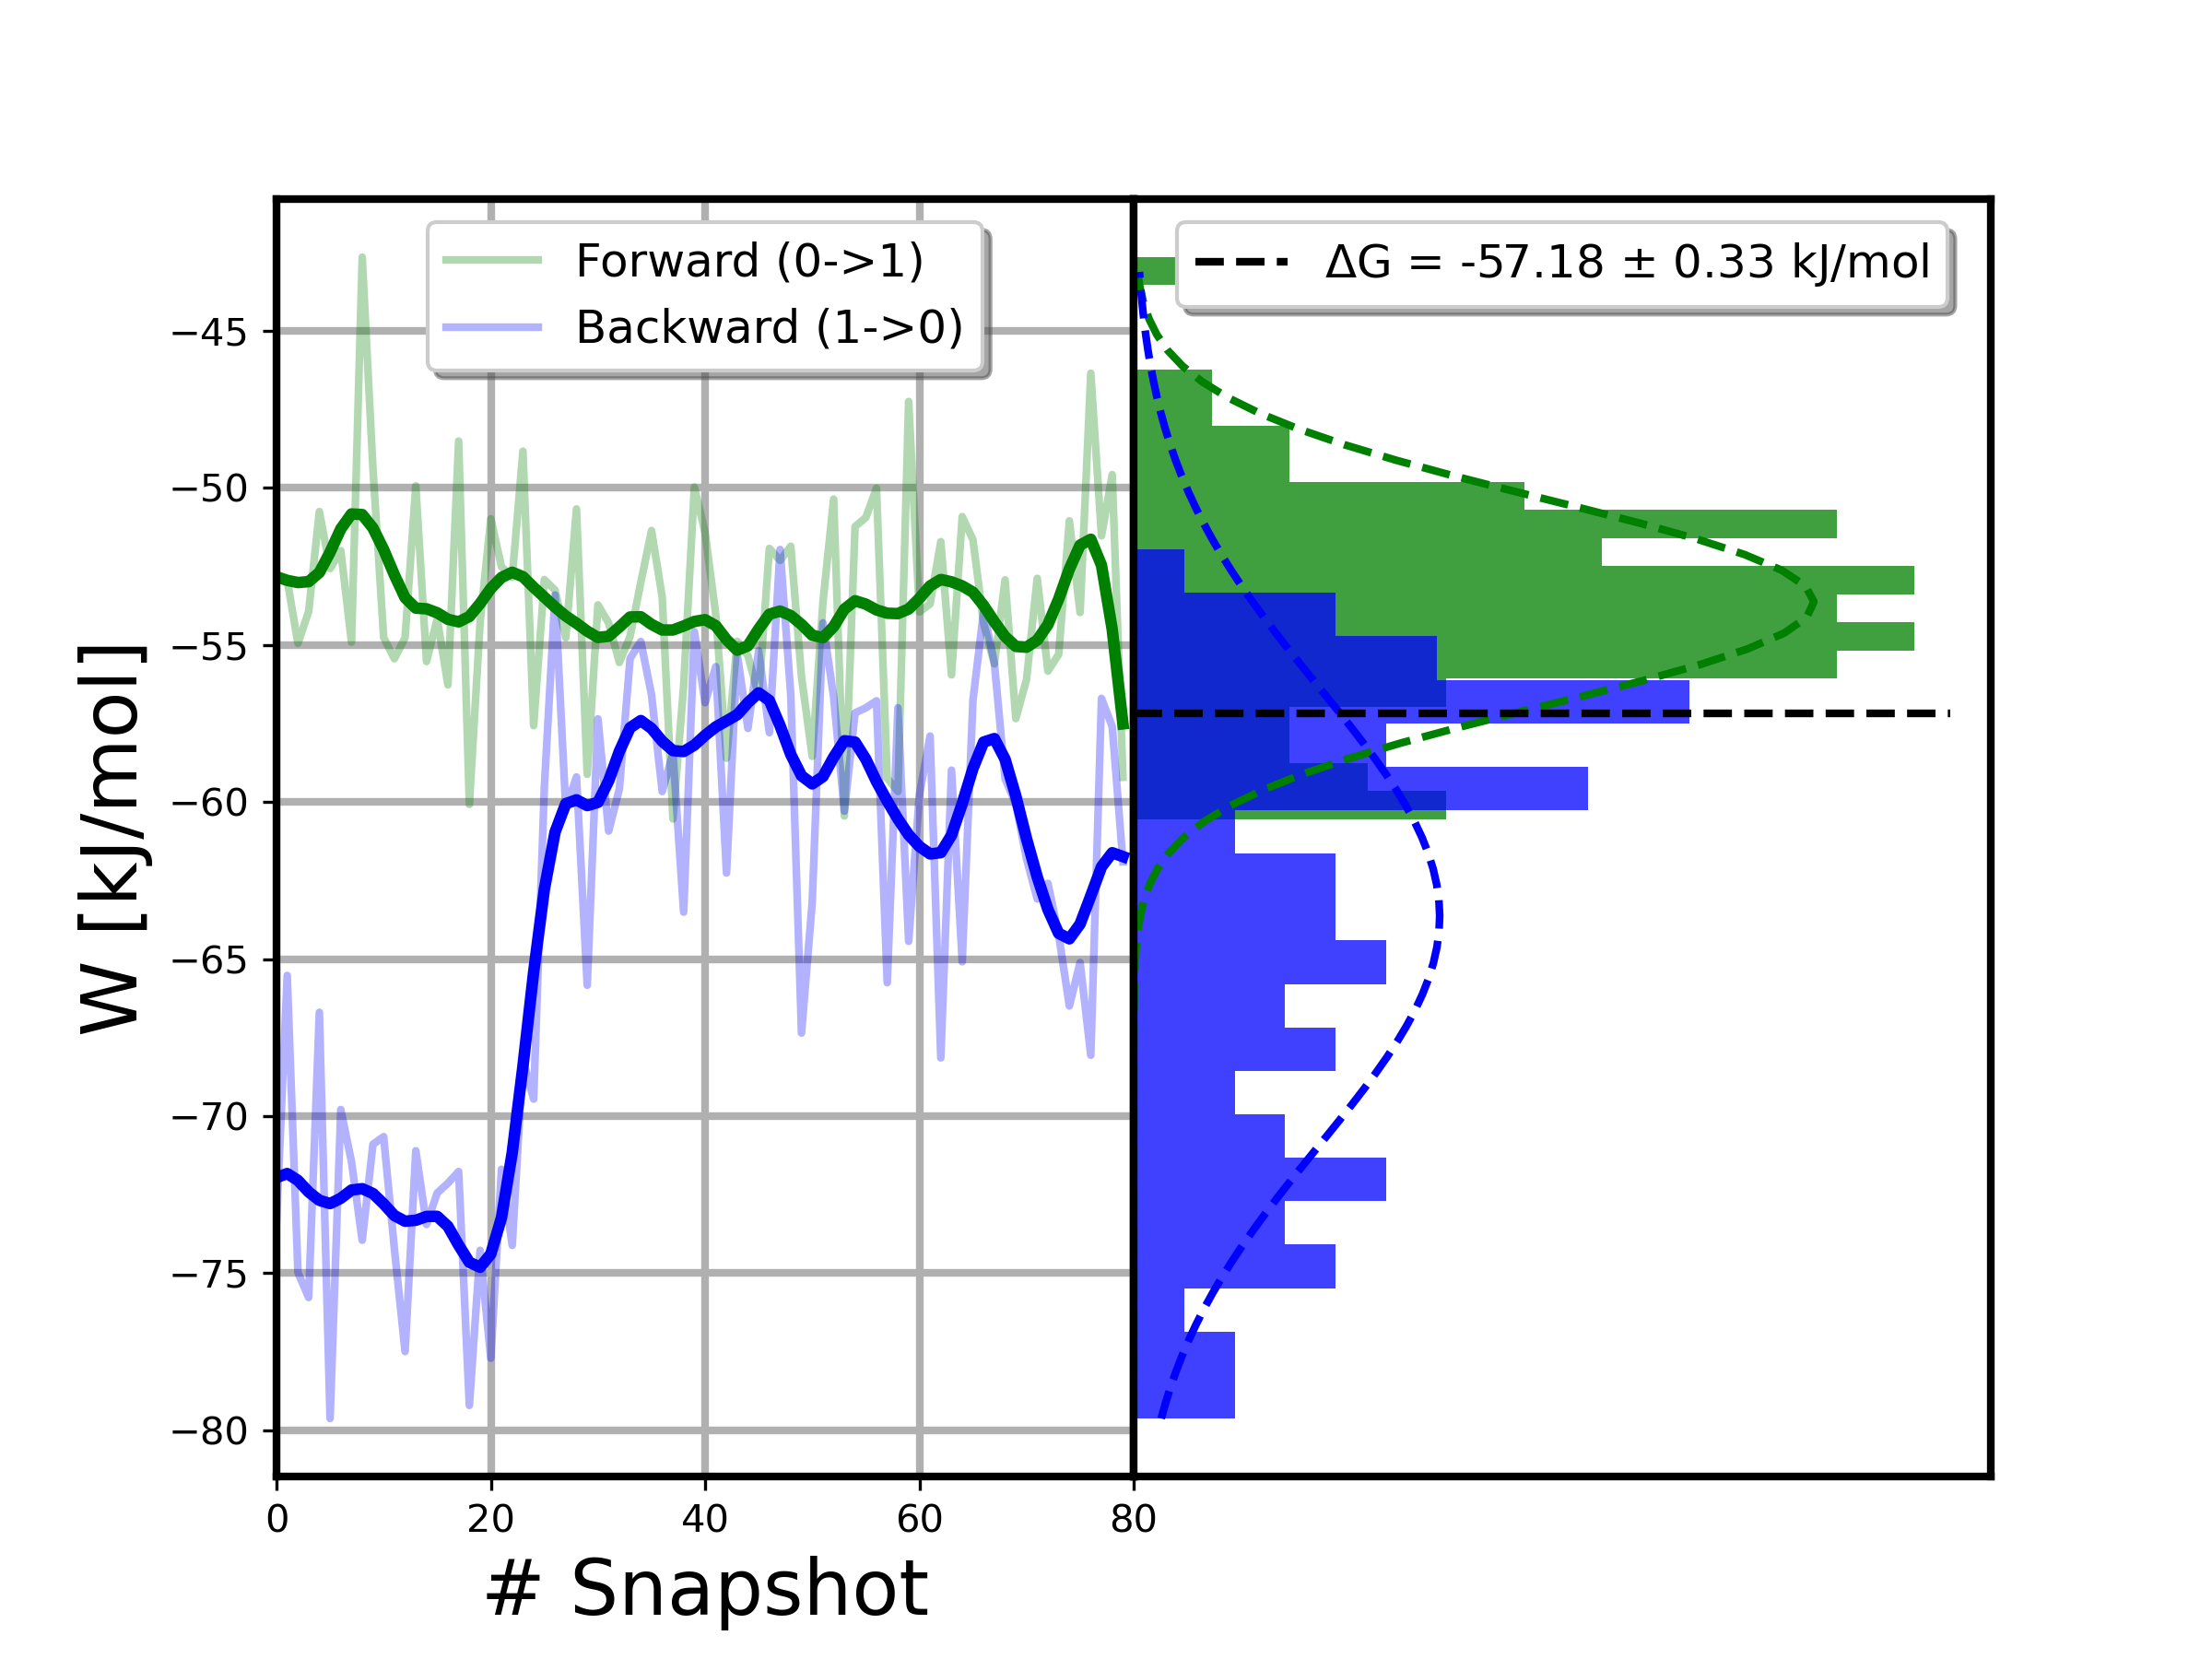 Forward (0->1)
Backward (1->0)
ΔG = -57.18 ± 0.33 kJ/mol
W [kJ/mol]
−45
−50
−55
−60
−65
−70
−75
−80
0 20 40 60 80
# Snapshot